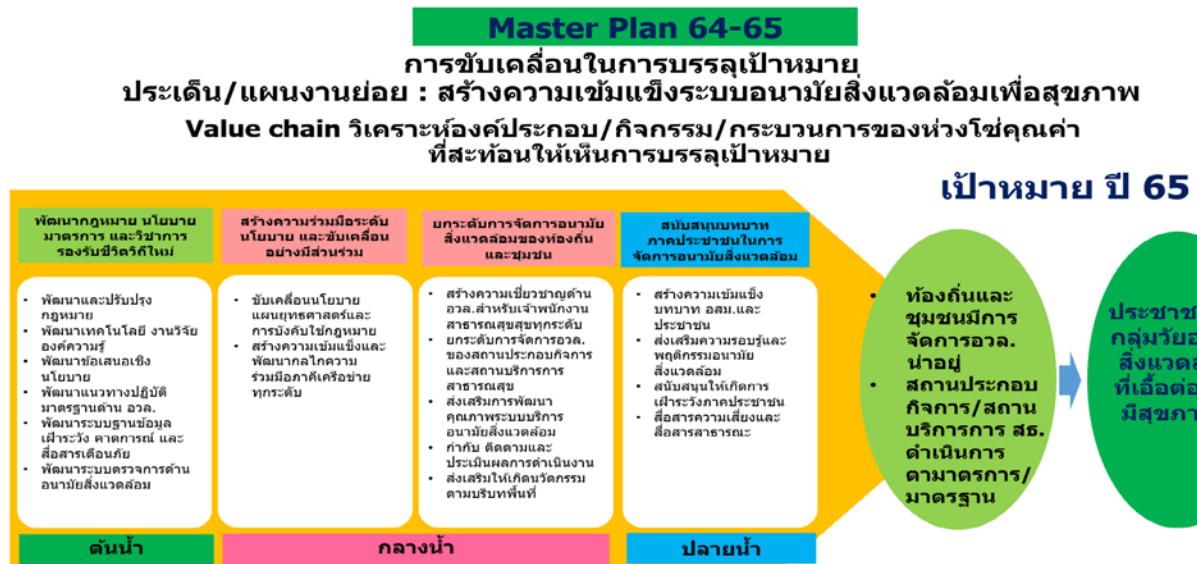 Master Plan 64-65
การขับเคลื่อนในการบรรลุเป้าหมาย
ประเด็น/แผนงานย่อย : สร้างความเข้มแข็งระบบอนามัยสิ่งแวดล้อมเพื่อสุขภาพ
Value chain วิเคราะห์องค์ประกอบ/กิจกรรม/กระบวนการของห่วงโซ่คุณค่า
ที่สะท้อนให้เห็นการบรรลุเป้าหมาย
เป้าหมาย ปี 65
พัฒนากฎหมาย นโยบาย
มาตรการ และวิชาการ
รองรับชีวิตวิถีใหม่
• พัฒนาและปรับปรุง
กฎหมาย
• พัฒนาเทคโนโลยี งานวิจัย
องค์ความรู้
• พัฒนาข้อเสนอเชิง
นโยบาย
• พัฒนาแนวทางปฏิบัติ
มาตรฐานด้าน อวล.
• พัฒนาระบบฐานข้อมูล
เฝ้าระวัง คาดการณ์ และ
สื่อสารเตือนภัย
• พัฒนาระบบตรวจการด้าน
อนามัยสิ่งแวดล้อม
ต้นน้ำ
สร้างความร่วมมือระดับ
นโยบาย และขับเคลื่อน
อย่างมีส่วนร่วม
• ขับเคลื่อนนโยบาย
แผนยุทธศาสตร์และ
การบังคับใช้กฎหมาย
• สร้างความเข้มแข็งและ
พัฒนากลไกความ
ร่วมมือภาคีเครือข่าย
ทุกระดับ
ยกระดับการจัดการอนามัย
สิ่งแวดล้อมของท้องถิ่น
และชุมชน
• สร้างความเชี่ยวชาญด้าน
อวล.สำหรับเจ้าพนักงาน
สาธารณสุขสุขทุกระดับ
• ยกระดับการจัดการอวล.
ของสถานประกอบกิจการ
และสถานบริการการ
สาธารณสุข
• ส่งเสริมการพัฒนา
คุณภาพระบบบริการ
อนามัยสิ่งแวดล้อม
• กำกับ ติดตามและ
ประเมินผลการดำเนินงาน
• ส่งเสริมให้เกิดนวัตกรรม
ตามบริบทพื้นที่
กลางน้ำ
สนับสนุนบทบาท
ภาคประชาชนในการ
จัดการอนามัยสิ่งแวดล้อม
• สร้างความเข้มแข็ง
บทบาท อสม.และ
ประชาชน
• ส่งเสริมความรอบรู้และ
พฤติกรรมอนามัย
สิ่งแวดล้อม
• สนับสนุนให้เกิดการ
เฝ้าระวังภาคประชาชน
• สื่อสารความเสี่ยงและ
สื่อสารสาธารณะ
ปลายน้ำ
• ท้องถิ่นและ
ชุมชนมีการ
จัดการอวล.
น่าอยู่
• สถานประกอบ
กิจการ/สถาน
บริการการ สธ.
ดำเนินการ
ตามาตรการ/
มาตรฐาน
กลุ่มวัย
ที่เอื้อต่อ